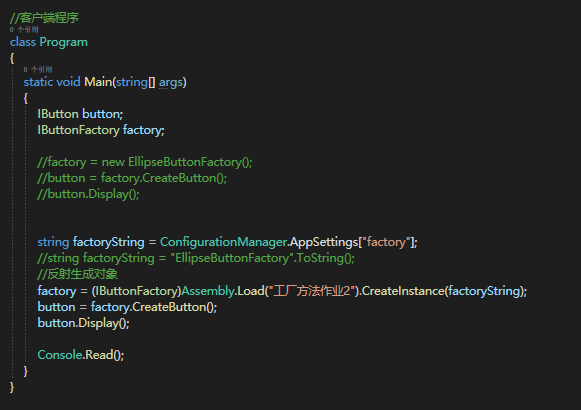 //客户端程序
0 个引用
class Program
{
0 个引用
static void Main(string[] args)
{
IButton button;
IButtonFactory factory;
//factory = new EllipseButtonFactory();
//button = factory.CreateButton();
//button.Display();
string factoryString = ConfigurationManager.AppSettings["factory"];
//string factoryString = "EllipseButtonFactory".ToString();
//反射生成对象
factory = (IButtonFactory)Assembly.Load("工厂方法作业2").CreateInstance(factoryString);
button = factory.CreateButton();
button.Display();
Console.Read();
}
}